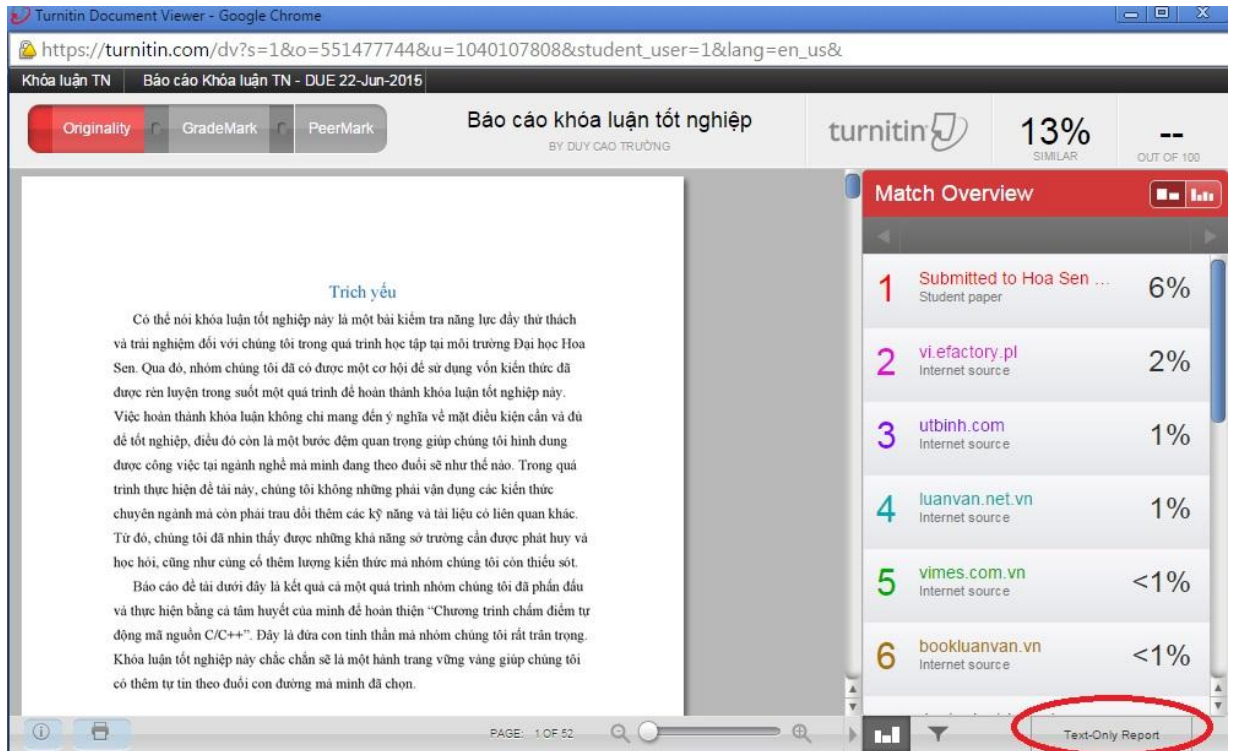 Turnitin Document Viewer - Google Chrome
https://turnitin.com/dv?s=1&o=551477744&u=1040107808&student_user=1&lang=en_us&
Khóa luận TN Báo cáo Khóa luận TN - DUE 22-Jun-2015
Originality GradeMark PeerMark
Báo cáo khóa luận tốt nghiệp
BY DUY CAO TRƯỜNG
turnitin
13%
SIMILAR
--
OUT OF 100
Trích yếu
Có thể nói khóa luận tốt nghiệp này là một bài kiểm tra năng lực đầy thử thách
và trải nghiệm đối với chúng tôi trong quá trình học tập tại môi trường Đại học Hoa
Sen. Qua đó, nhóm chúng tôi đã có được một cơ hội để sử dụng vốn kiến thức đã
được rèn luyện trong suốt một quá trình để hoàn thành khóa luận tốt nghiệp này.
Việc hoàn thành khóa luận không chỉ mang đến ý nghĩa về mặt điều kiện cần và đủ
để tốt nghiệp, điều đó còn là một bước đệm quan trọng giúp chúng tôi hình dung
được công việc tại ngành nghề mà mình đang theo đuổi sẽ như thế nào. Trong quá
trình thực hiện đề tài này, chúng tôi không những phải vận dụng các kiến thức
chuyên ngành mà còn phải trau dồi thêm các kỹ năng và tài liệu có liên quan khác.
Từ đó, chúng tôi đã nhìn thấy được những khả năng sở trường cần được phát huy và
học hỏi, cũng như củng cố thêm lượng kiến thức mà nhóm chúng tôi còn thiếu sót.
Báo cáo đề tài dưới đây là kết quả cả một quá trình nhóm chúng tôi đã phấn đấu
và thực hiện bằng cả tâm huyết của mình để hoàn thiện “Chương trình chấm điểm tự
động mã nguồn C/C++”. Đây là đứa con tinh thần mà nhóm chúng tôi rất trân trọng.
Khóa luận tốt nghiệp này chắc chắn sẽ là một hành trang vững vàng giúp chúng tôi
có thêm tự tin theo đuổi con đường mà mình đã chọn.
PAGE: 1 OF 52
Match Overview
1 Submitted to Hoa Sen ... 6%
Student paper
2 vi.efactory.pl 2%
Internet source
3 utbinh.com 1%
Internet source
4 luanvan.net.vn 1%
Internet source
5 vimes.com.vn <1%
Internet source
6 bookluanvan.vn <1%
Internet source
Text-Only Report